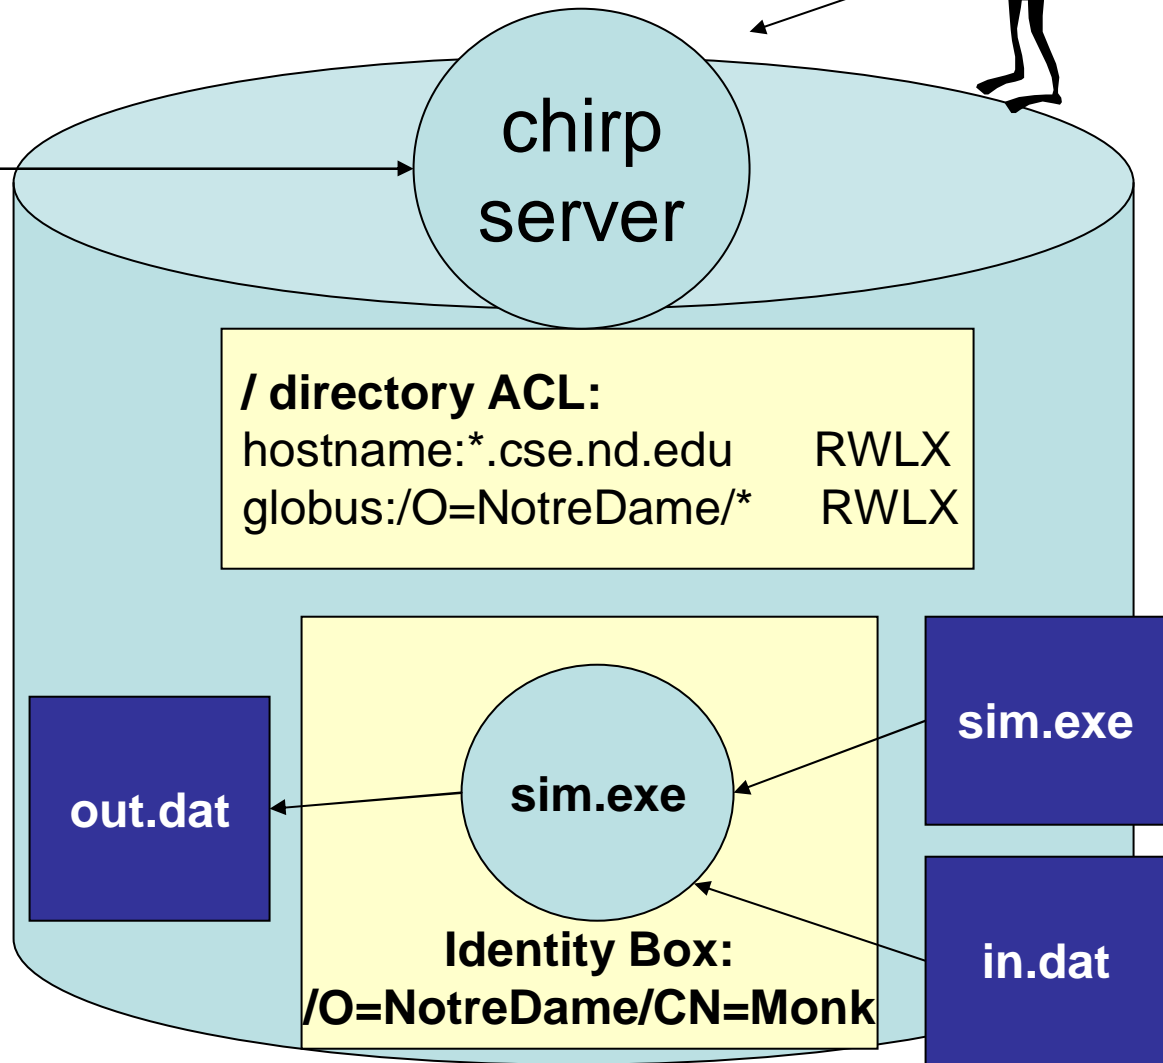 chirp
server
/ directory ACL:
hostname:*.cse.nd.edu RWLX
globus:/O=NotreDame/* RWLX
sim.exe
out.dat
sim.exe
in.dat
Identity Box:
/O=NotreDame/CN=Monk